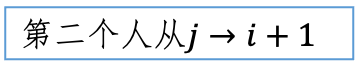 第二个人从j → i + 1